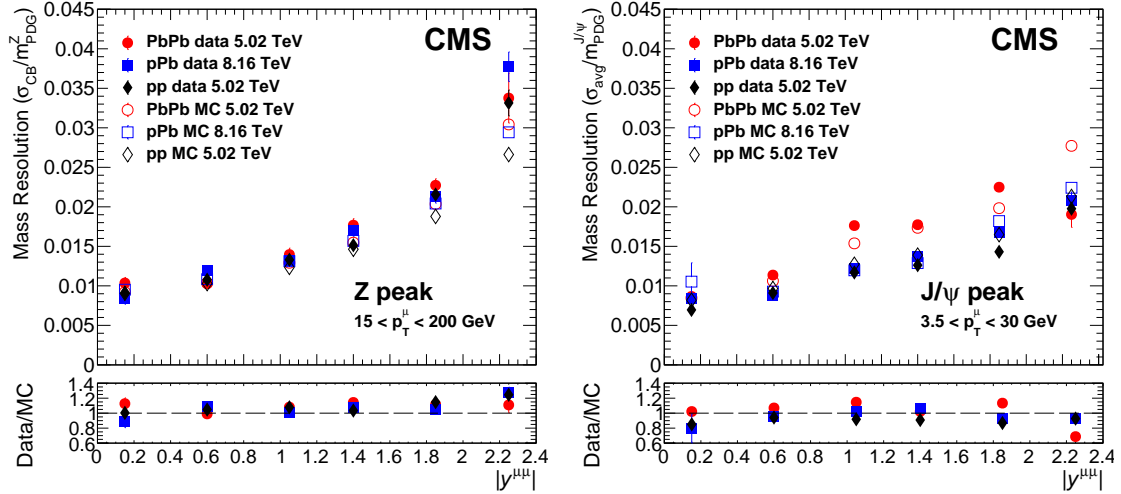 Mass Resolution (σ_CB/m^Z_PDG)
0.045
0.04
0.035
0.03
0.025
0.02
0.015
0.01
0.005
0
CMS
PbPb data 5.02 TeV
pPb data 8.16 TeV
pp data 5.02 TeV
PbPb MC 5.02 TeV
pPb MC 8.16 TeV
pp MC 5.02 TeV
Z peak
15 < p_T^μ < 200 GeV
Data/MC
1.4
1.2
1
0.8
0.6
0 0.2 0.4 0.6 0.8 1 1.2 1.4 1.6 1.8 2 2.2 2.4
|y^μμ|
Mass Resolution (σ_avg/m^J/ψ_PDG)
0.045
0.04
0.035
0.03
0.025
0.02
0.015
0.01
0.005
0
CMS
PbPb data 5.02 TeV
pPb data 8.16 TeV
pp data 5.02 TeV
PbPb MC 5.02 TeV
pPb MC 8.16 TeV
pp MC 5.02 TeV
J/ψ peak
3.5 < p_T^μ < 30 GeV
Data/MC
1.4
1.2
1
0.8
0.6
0 0.2 0.4 0.6 0.8 1 1.2 1.4 1.6 1.8 2 2.2 2.4
|y^μμ|